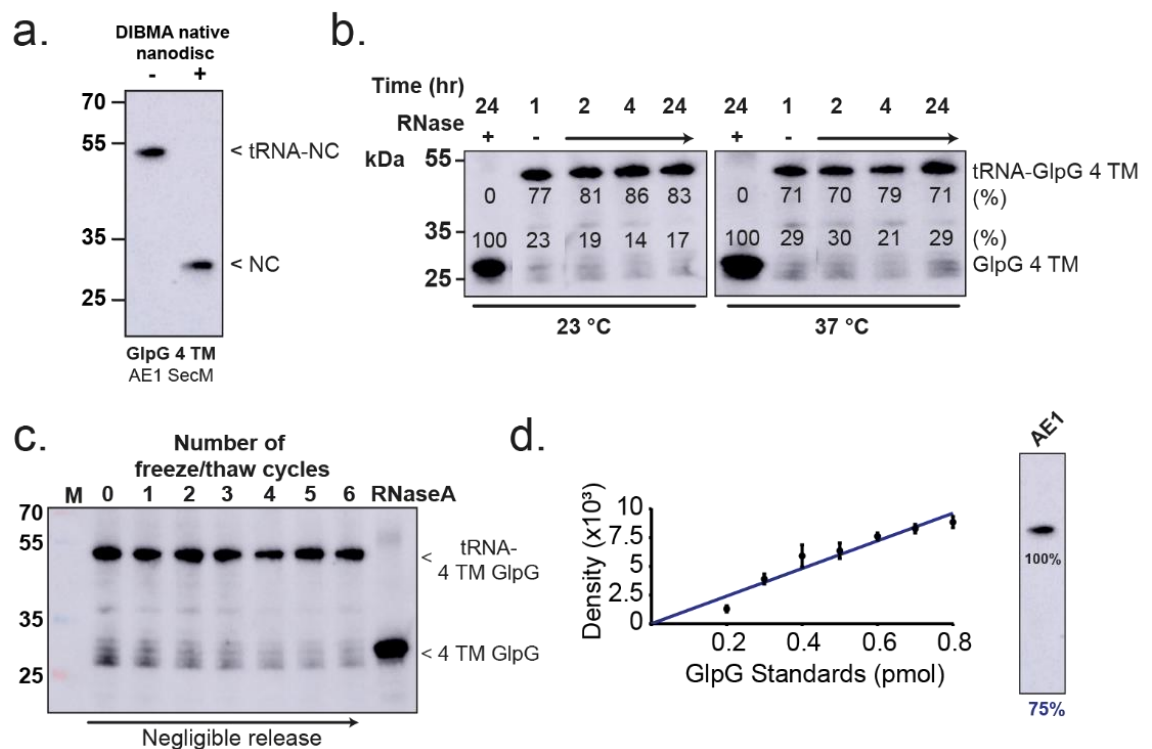 a.
DIBMA native
nanodisc
- +
70
55
35
25
< tRNA-NC
< NC
GlpG 4 TM
AE1 SecM
b.
Time (hr) 24 1 2 4 24 24 1 2 4 24
RNase + - + -
kDa
55
35
25
0 77 81 86 83 0 71 70 79 71
100 23 19 14 17 100 29 30 21 29
tRNA-GlpG 4 TM
(%)
(%)
GlpG 4 TM
23 °C 37 °C
c.
Number of
freeze/thaw cycles
M 0 1 2 3 4 5 6 RNaseA
70
55
35
25
< tRNA-
4 TM GlpG
< 4 TM GlpG
Negligible release
d.
Density (x10³)
10
7.5
5
2.5
0
0.2 0.4 0.6 0.8
GlpG Standards (pmol)
AE1
100%
75%